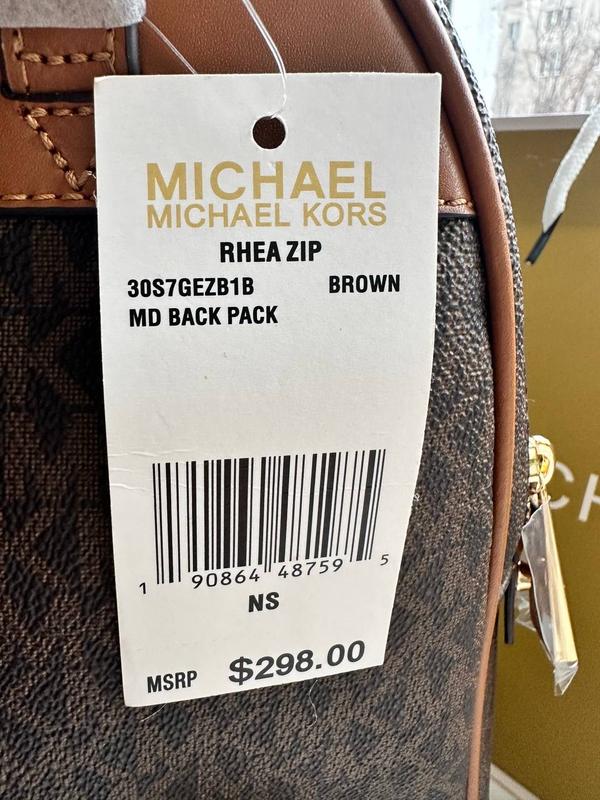 MICHAEL
MICHAEL KORS
RHEA ZIP
30S7GEZB1B BROWN
MD BACK PACK
1 90864 48759 5
NS
MSRP $298.00